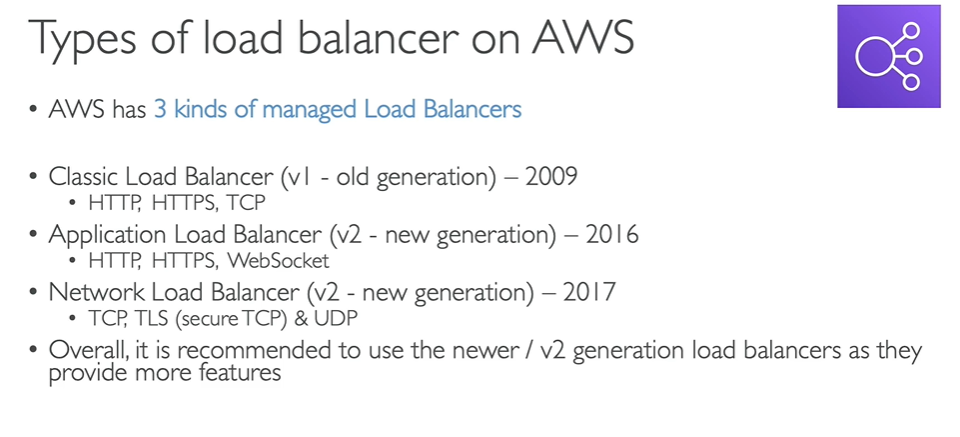 Types of load balancer on AWS
• AWS has 3 kinds of managed Load Balancers
• Classic Load Balancer (v1 - old generation) – 2009
• HTTP, HTTPS, TCP
• Application Load Balancer (v2 - new generation) – 2016
• HTTP, HTTPS, WebSocket
• Network Load Balancer (v2 - new generation) – 2017
• TCP, TLS (secure TCP) & UDP
• Overall, it is recommended to use the newer / v2 generation load balancers as they
provide more features